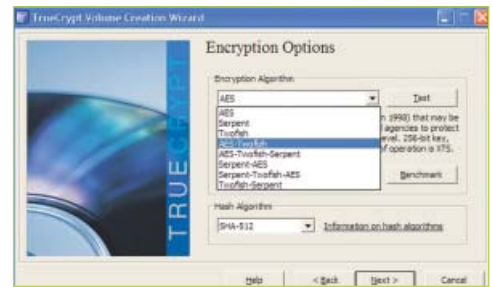 TrueCrypt Volume Creation Wizard
TRUECRYPT
Encryption Options
Encryption Algorithm
AES
Test
AES
Serpent
Twofish
AES-Twofish
AES-Twofish-Serpent
Serpent-AES
Serpent-Twofish-AES
Twofish-Serpent
n 1998) that may be
agencies to protect
evel. 256-bit key,
of operation is XTS.
Benchmark
Hash Algorithm
SHA-512
Information on hash algorithms
Help
< Back
Next >
Cancel